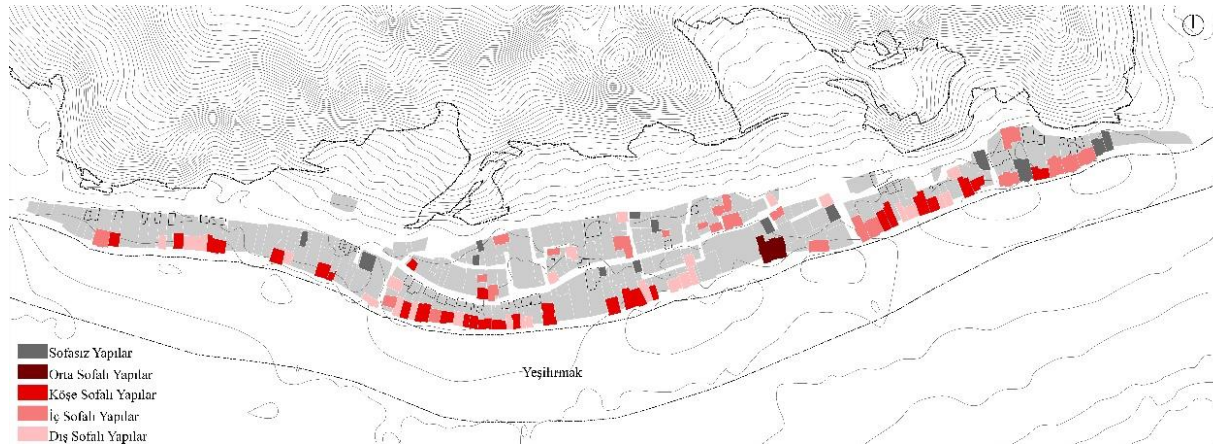 Yeşilırmak
Sofasız Yapılar
Orta Sofalı Yapılar
Köşe Sofalı Yapılar
İç Sofalı Yapılar
Dış Sofalı Yapılar